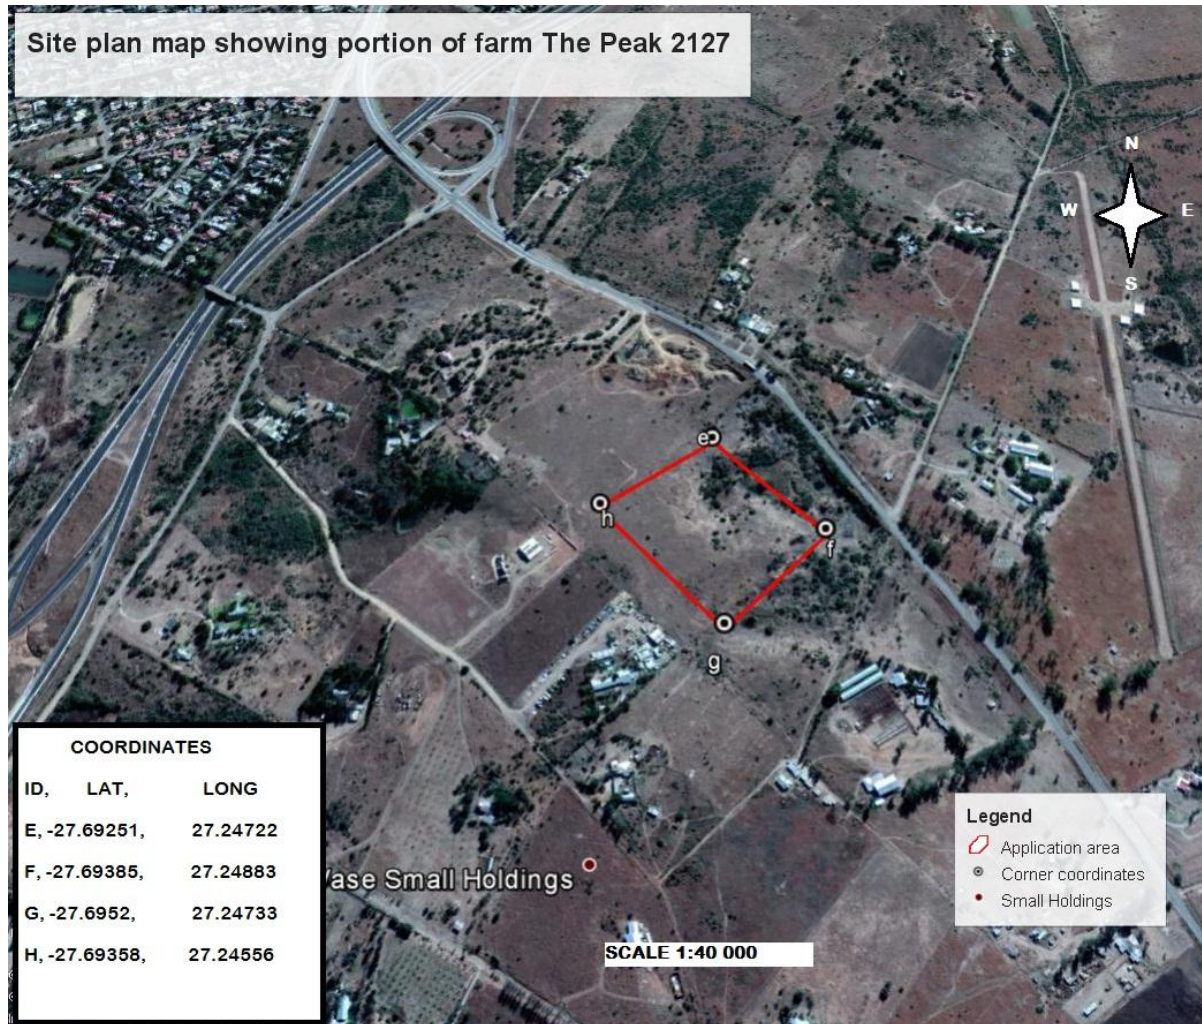 Site plan map showing portion of farm The Peak 2127
N
W E
S
e
h
f
g
COORDINATES
ID, LAT, LONG
E, -27.69251, 27.24722
F, -27.69385, 27.24883
G, -27.6952, 27.24733
H, -27.69358, 27.24556
Small Holdings
SCALE 1:40 000
Legend
Application area
Corner coordinates
Small Holdings